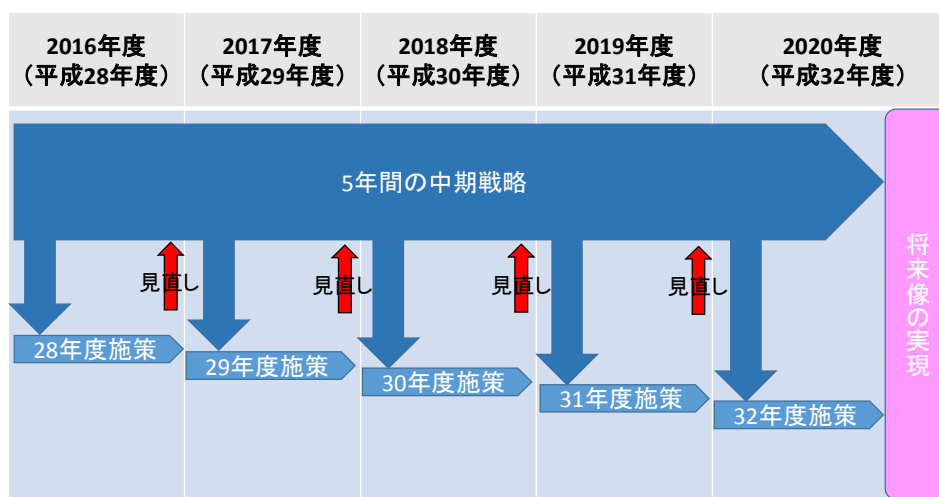 2016年度
（平成28年度）
2017年度
（平成29年度）
2018年度
（平成30年度）
2019年度
（平成31年度）
2020年度
（平成32年度）
5年間の中期戦略
見直し
見直し
見直し
見直し
28年度施策
29年度施策
30年度施策
31年度施策
32年度施策
将来像の実現